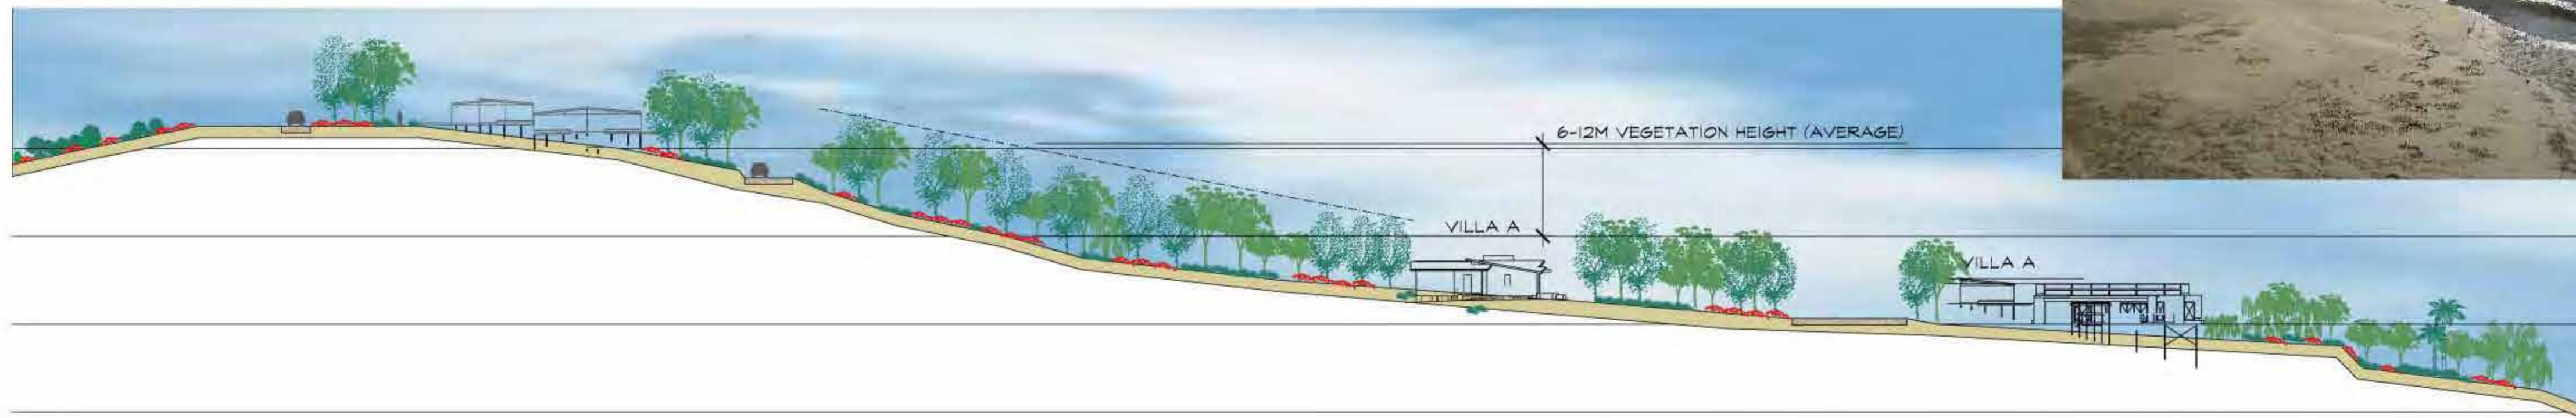 6-12M VEGETATION HEIGHT (AVERAGE)
VILLA A
VILLA A